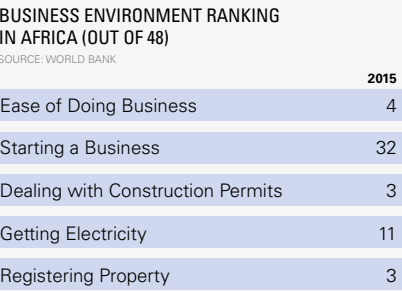 BUSINESS ENVIRONMENT RANKING
IN AFRICA (OUT OF 48)
SOURCE: WORLD BANK
2015
Ease of Doing Business 4
Starting a Business 32
Dealing with Construction Permits 3
Getting Electricity 11
Registering Property 3